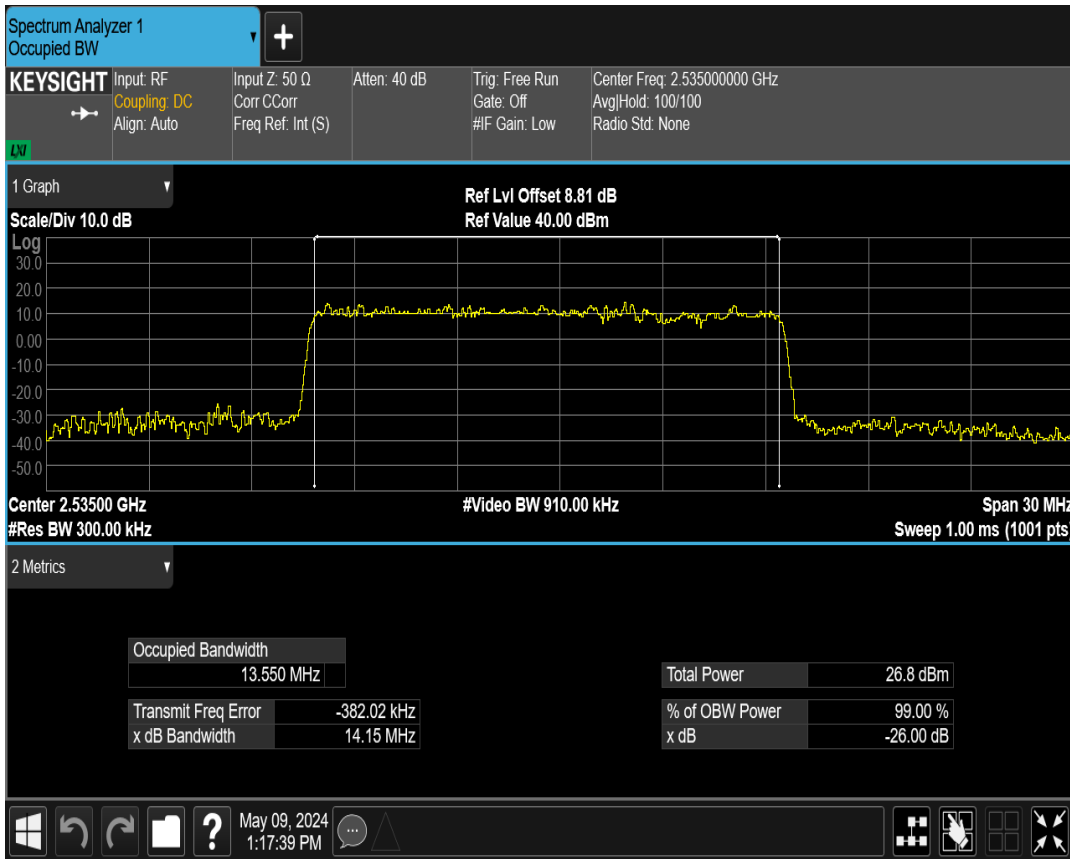 Spectrum Analyzer 1
Occupied BW
+
KEYSIGHT
LXI
Input: RF
Coupling: DC
Align: Auto
Input Z: 50 Ω
Corr CCorr
Freq Ref: Int (S)
Atten: 40 dB
Trig: Free Run
Gate: Off
#IF Gain: Low
Center Freq: 2.535000000 GHz
Avg|Hold: 100/100
Radio Std: None
1 Graph
Scale/Div 10.0 dB
Ref Lvl Offset 8.81 dB
Ref Value 40.00 dBm
Log
30.0
20.0
10.0
0.00
-10.0
-20.0
-30.0
-40.0
-50.0
Center 2.53500 GHz
#Video BW 910.00 kHz
Span 30 MHz
#Res BW 300.00 kHz
Sweep 1.00 ms (1001 pts)
2 Metrics
Occupied Bandwidth
13.550 MHz
Total Power 26.8 dBm
Transmit Freq Error -382.02 kHz
% of OBW Power 99.00 %
x dB Bandwidth 14.15 MHz
x dB -26.00 dB
?
May 09, 2024
1:17:39 PM
...